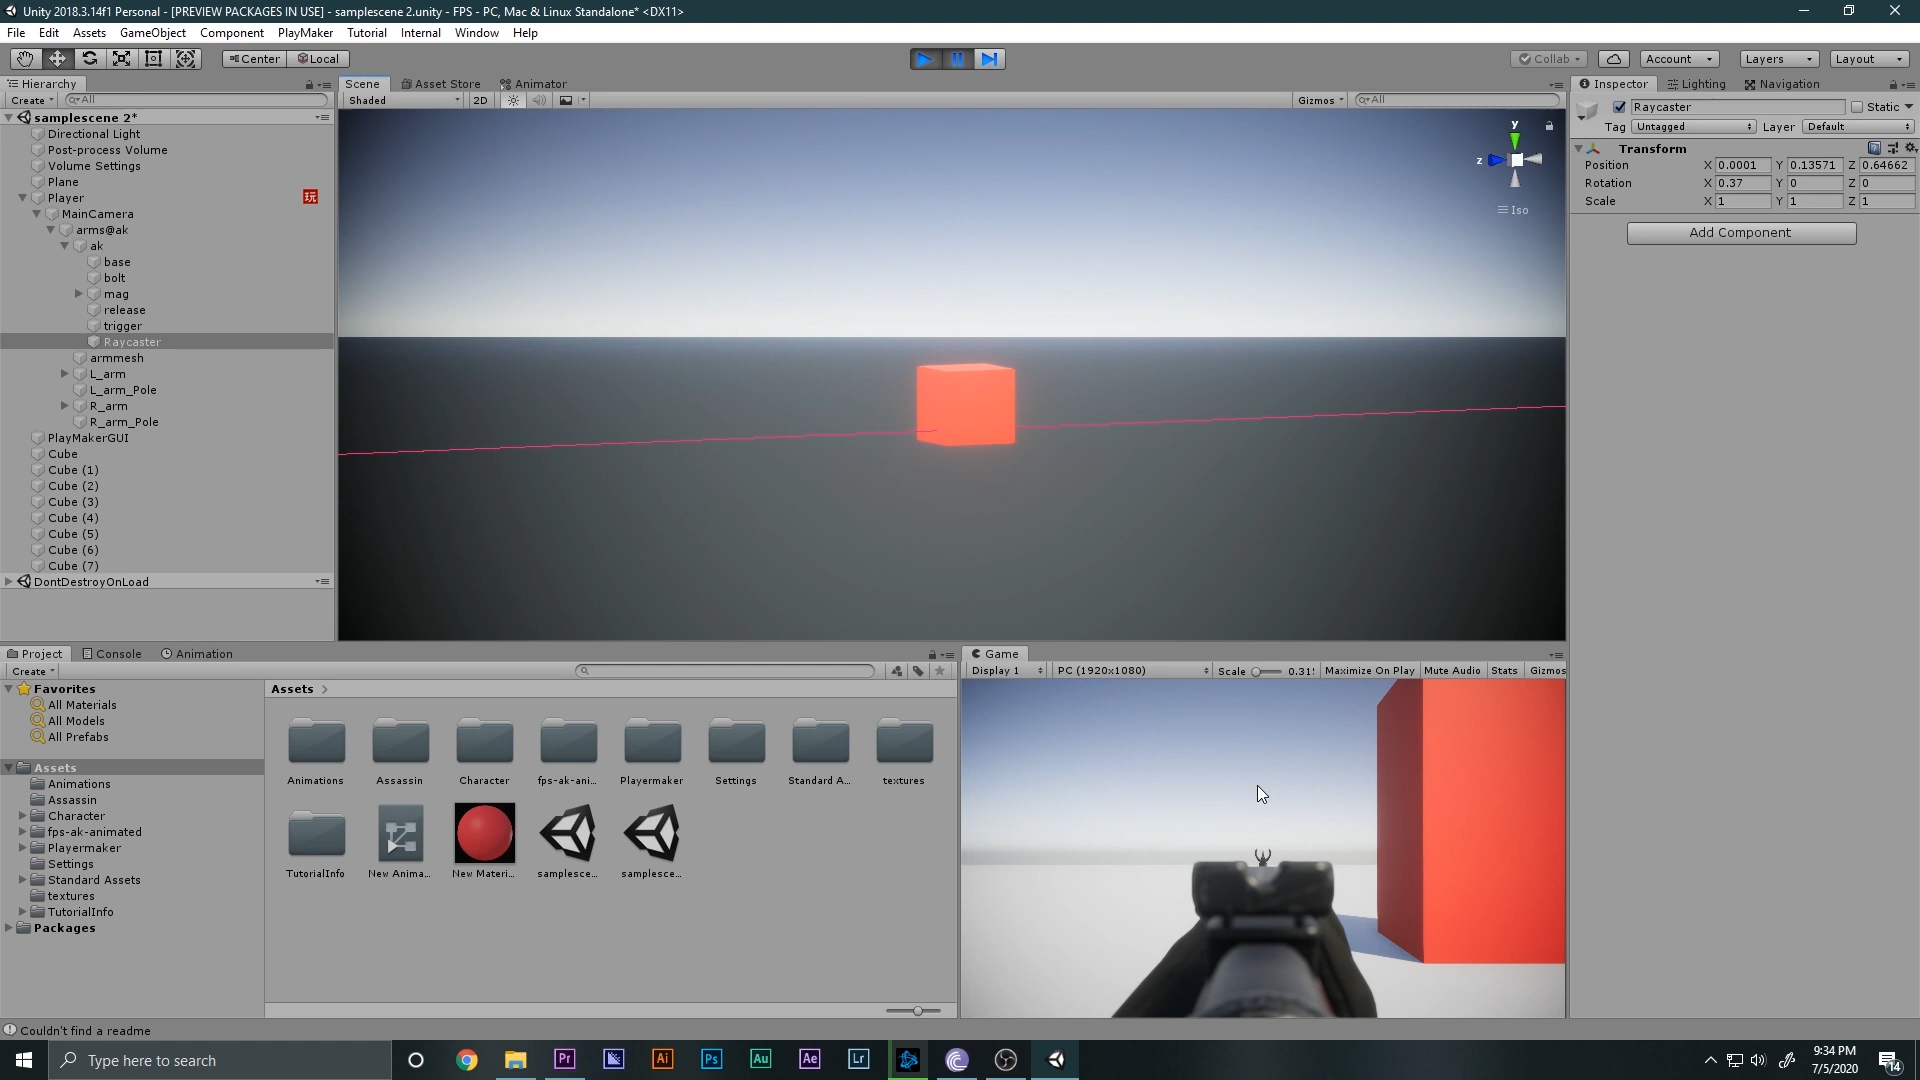 Unity 2018.3.14f1 Personal - [PREVIEW PACKAGES IN USE] - samplescene 2.unity - FPS - PC, Mac & Linux Standalone* <DX11>
File Edit Assets GameObject Component PlayMaker Tutorial Internal Window Help
Center Local Collab Account Layers Layout
Hierarchy
Create All
samplescene 2*
Directional Light
Post-process Volume
Volume Settings
Plane
Player
玩
MainCamera
arms@ak
ak
base
bolt
mag
release
trigger
Raycaster
armmesh
L_arm
L_arm_Pole
R_arm
R_arm_Pole
PlayMakerGUI
Cube
Cube (1)
Cube (2)
Cube (3)
Cube (4)
Cube (5)
Cube (6)
Cube (7)
DontDestroyOnLoad
Scene Asset Store Animator
Shaded 2D Gizmos All
y
z
Iso
Inspector Lighting Navigation
Raycaster Static
Tag Untagged Layer Default
Transform
Position X 0.0001 Y 0.13571 Z 0.64662
Rotation X 0.37 Y 0 Z 0
Scale X 1 Y 1 Z 1
Add Component
Project Console Animation
Create
Favorites
All Materials
All Models
All Prefabs
Assets
Animations
Assassin
Character
fps-ak-animated
Playermaker
Settings
Standard Assets
textures
TutorialInfo
Packages
Assets
Animations Assassin Character fps-ak-ani... Playermaker Settings Standard A... textures
TutorialInfo New Anima... New Materi... samplesce... samplesce...
Game
Display 1 PC (1920x1080) Scale 0.31: Maximize On Play Mute Audio Stats Gizmos
Couldn't find a readme
Type here to search
Pr Ai Ps Au Ae Lr
9:34 PM
7/5/2020
14